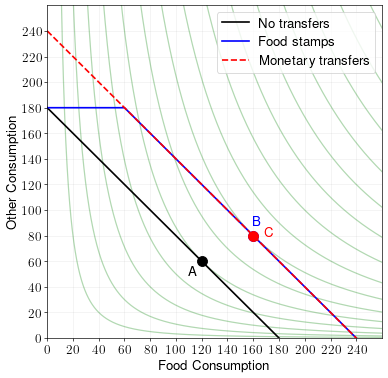 No transfers
Food stamps
Monetary transfers
Other Consumption
240
220
200
180
160
140
120
100
80
60
40
20
0
B
C
A
0 20 40 60 80 100 120 140 160 180 200 220 240
Food Consumption